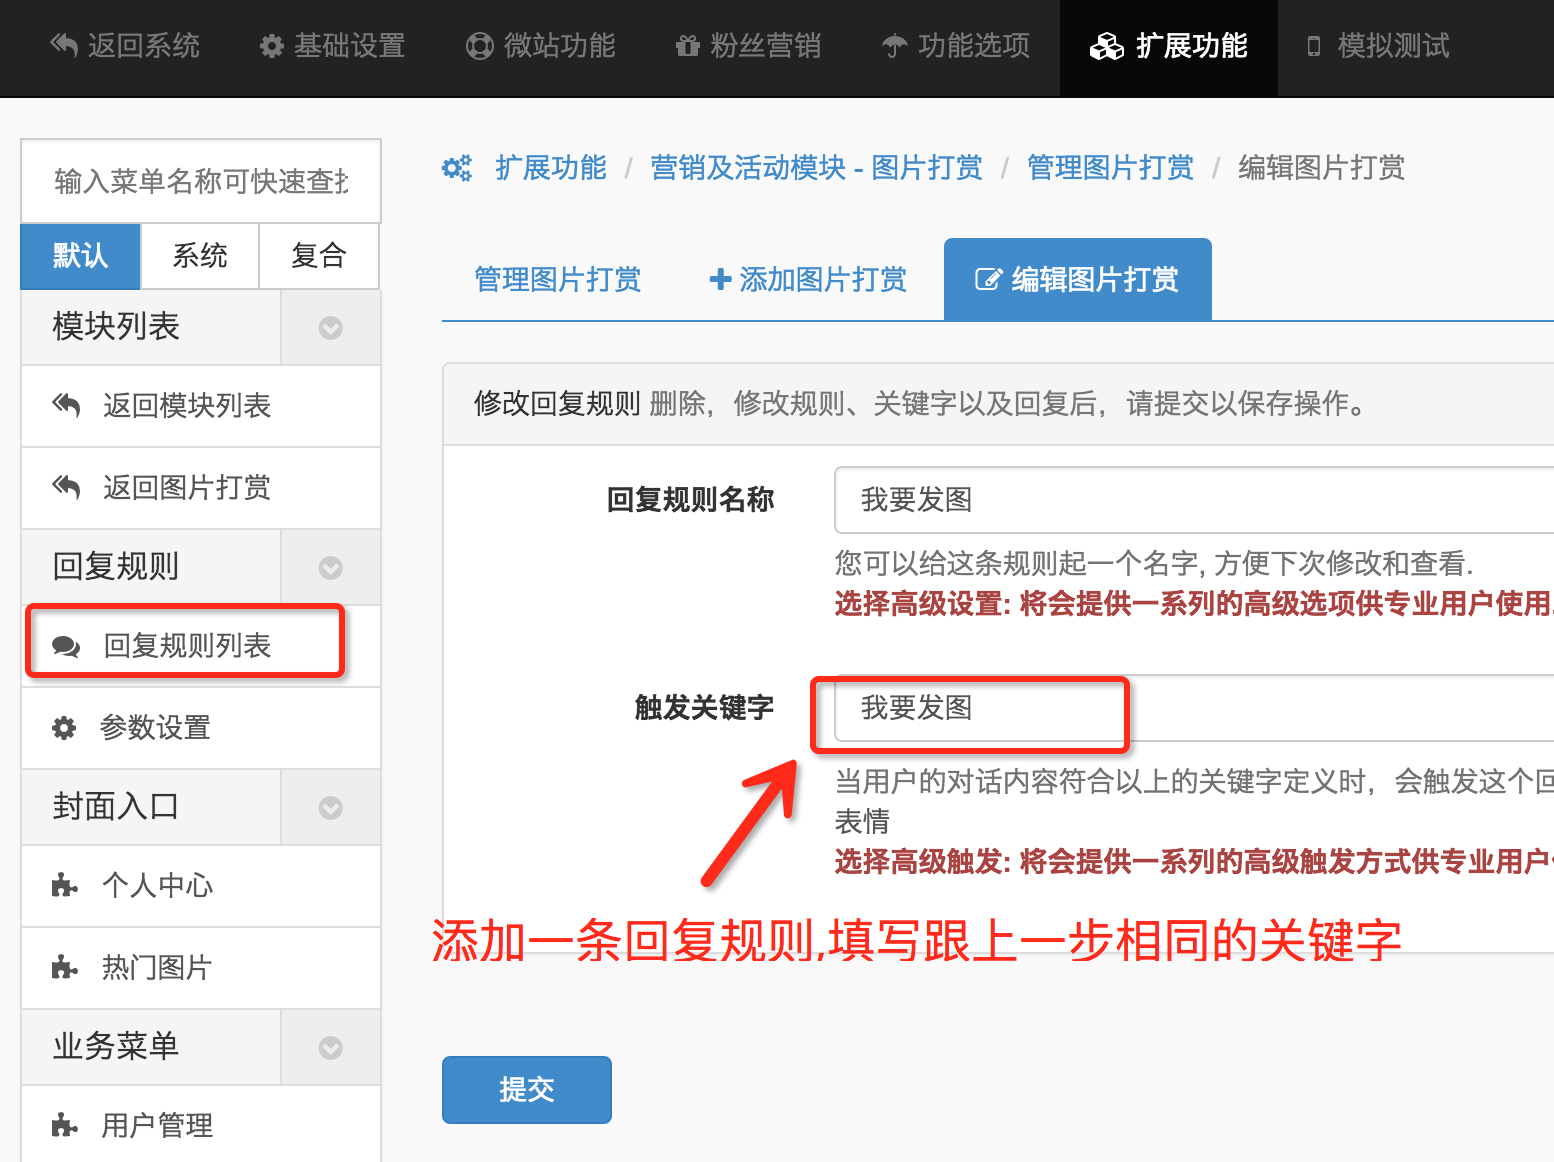 返回系统 基础设置 微站功能 粉丝营销 功能选项 扩展功能 模拟测试
输入菜单名称可快速查找
默认 系统 复合
模块列表
返回模块列表
返回图片打赏
回复规则
回复规则列表
参数设置
封面入口
个人中心
热门图片
业务菜单
用户管理
扩展功能 / 营销及活动模块 - 图片打赏 / 管理图片打赏 / 编辑图片打赏
管理图片打赏 添加图片打赏 编辑图片打赏
修改回复规则 删除，修改规则、关键字以及回复后，请提交以保存操作。
回复规则名称 我要发图
您可以给这条规则起一个名字, 方便下次修改和查看.
选择高级设置: 将会提供一系列的高级选项供专业用户使用.
触发关键字 我要发图
当用户的对话内容符合以上的关键字定义时，会触发这个回
表情
选择高级触发: 将会提供一系列的高级触发方式供专业用户
添加一条回复规则,填写跟上一步相同的关键字
提交